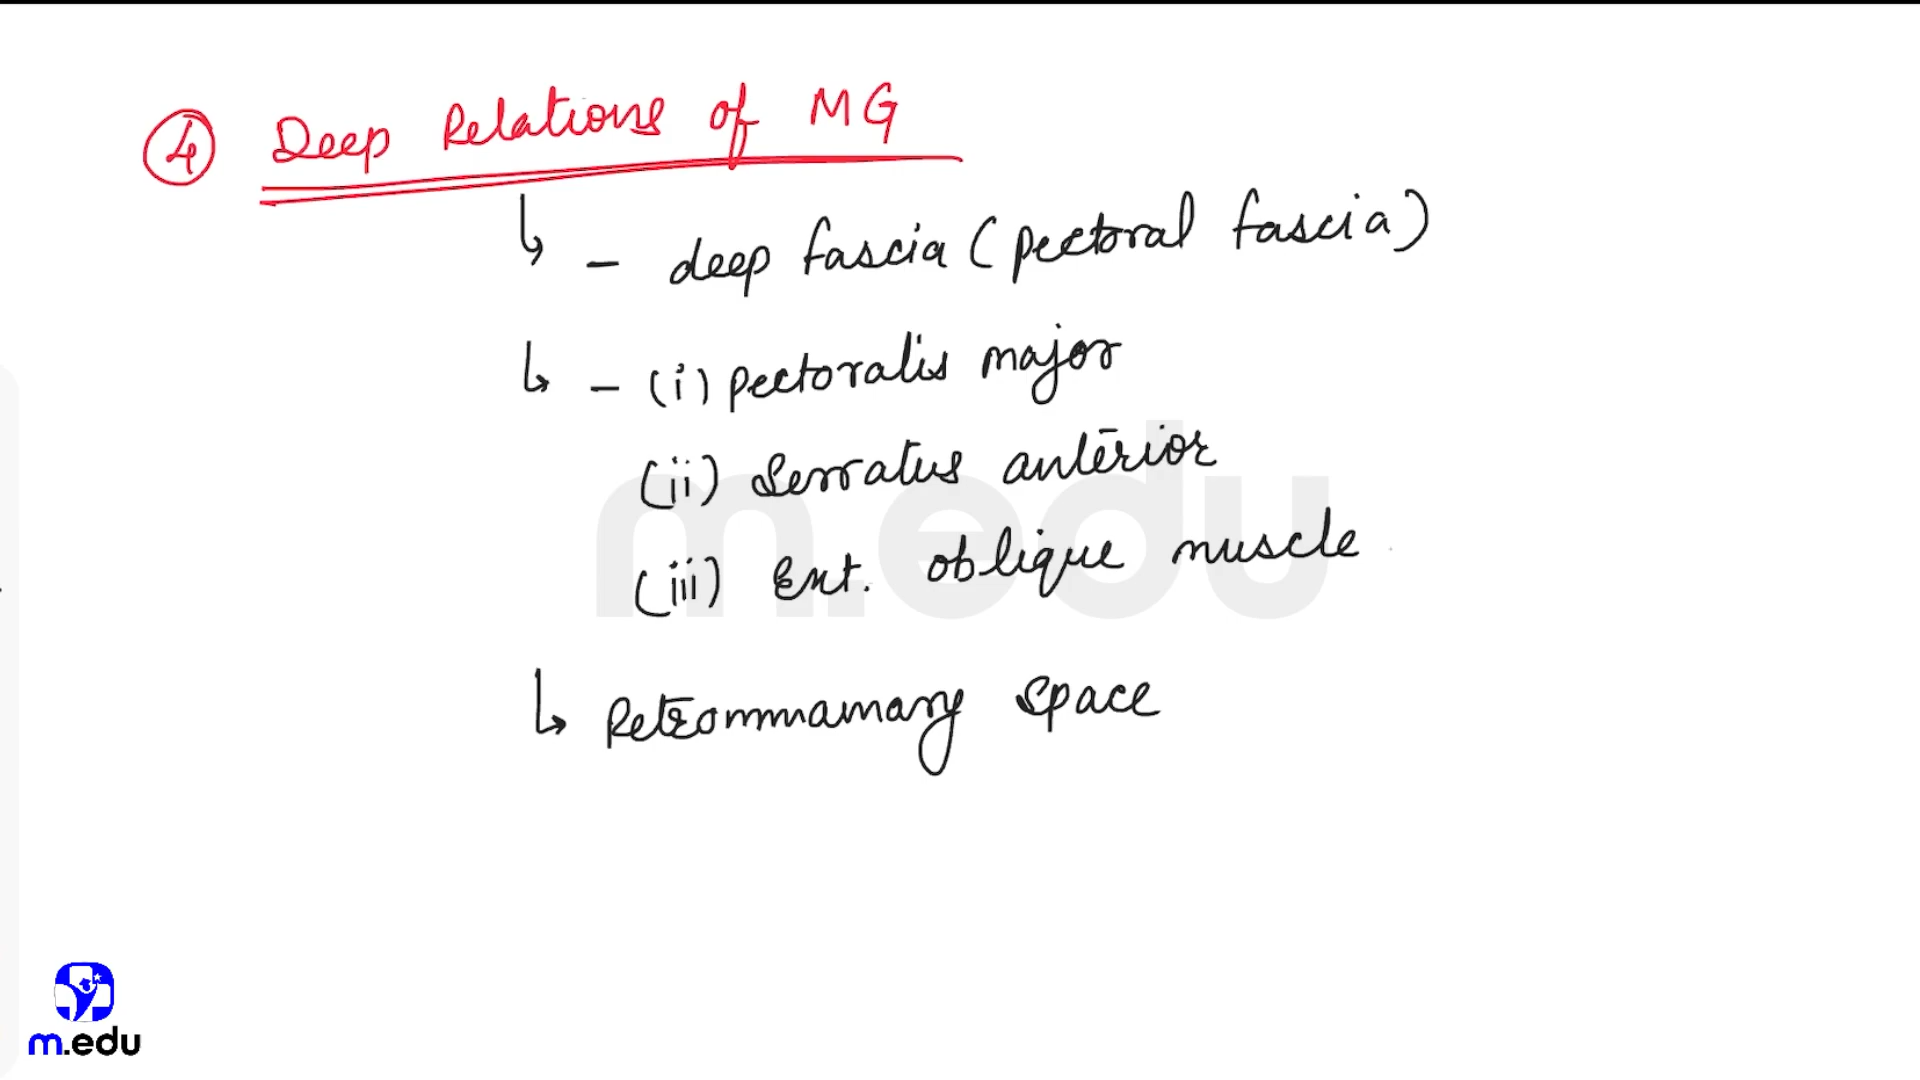 ④ Deep Relations of MG
↳ - deep fascia (pectoral fascia)
↳ - (i) pectoralis major
(ii) Serratus anterior
(iii) Ext. oblique muscle
↳ Retrommamary space
m.edu
m.edu